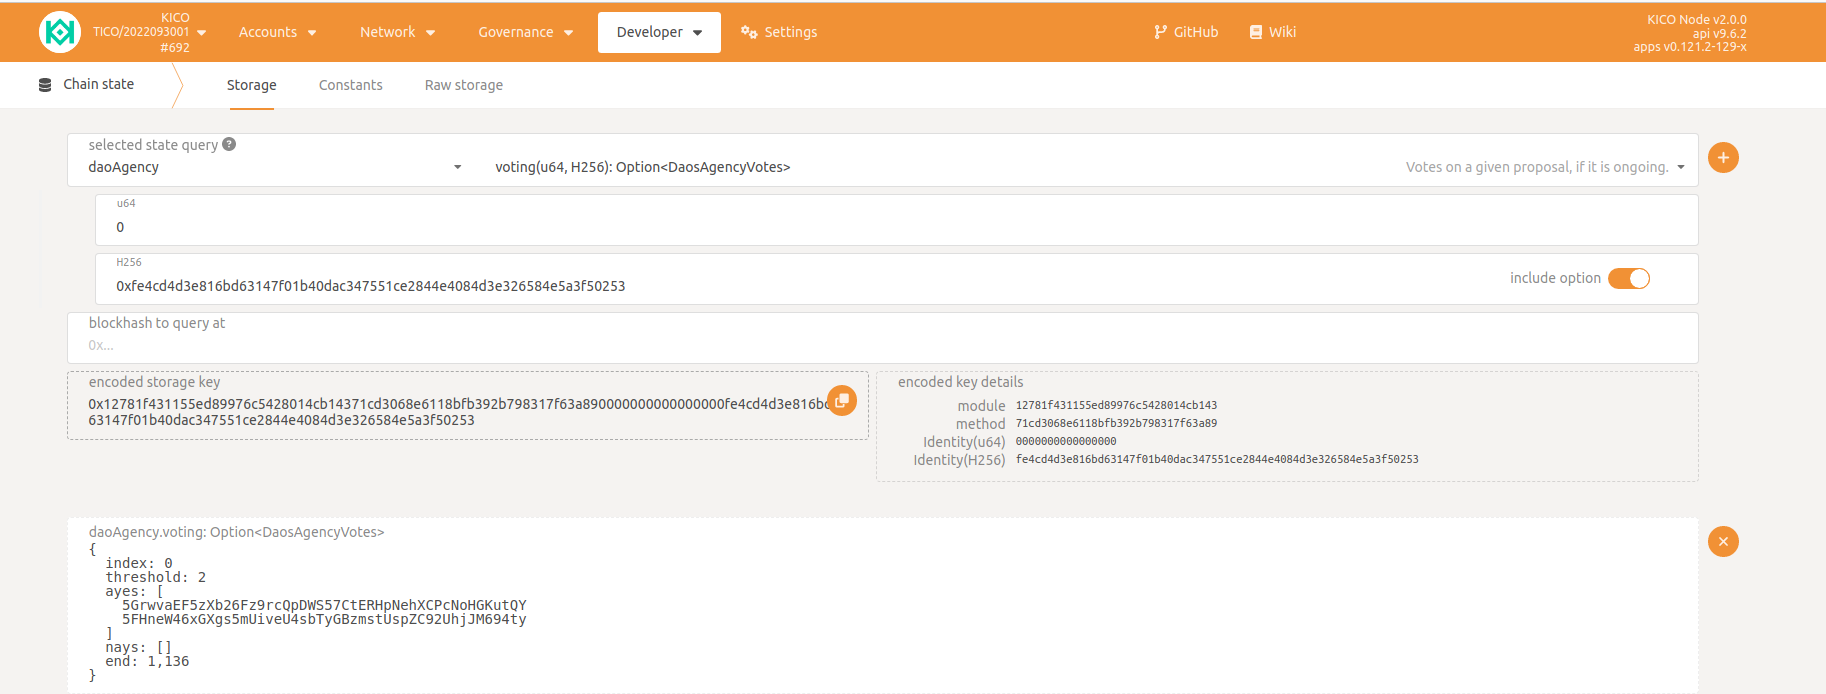 KICO
TICO/2022093001
#692
Accounts
Network
Governance
Developer
Settings
GitHub
Wiki
KICO Node v2.0.0
api v9.6.2
apps v0.121.2-129-x
Chain state
Storage
Constants
Raw storage
selected state query
daoAgency
voting(u64, H256): Option<DaosAgencyVotes>
Votes on a given proposal, if it is ongoing.
u64
0
H256
0xfe4cd4d3e816bd63147f01b40dac347551ce2844e4084d3e326584e5a3f50253
include option
blockhash to query at
0x...
encoded storage key
0x12781f431155ed89976c5428014cb14371cd3068e6118bfb392b798317f63a890000000000000000fe4cd4d3e816bd
63147f01b40dac347551ce2844e4084d3e326584e5a3f50253
encoded key details
module 12781f431155ed89976c5428014cb143
method 71cd3068e6118bfb392b798317f63a89
Identity(u64) 0000000000000000
Identity(H256) fe4cd4d3e816bd63147f01b40dac347551ce2844e4084d3e326584e5a3f50253
daoAgency.voting: Option<DaosAgencyVotes>
{
index: 0
threshold: 2
ayes: [
5GrwvaEF5zXb26Fz9rcQpDWS57CtERHpNehXCPcNoHGKutQY
5FHneW46xGXgs5mUiveU4sbTyGBzmstUspZC92UhjJM694ty
]
nays: []
end: 1,136
}